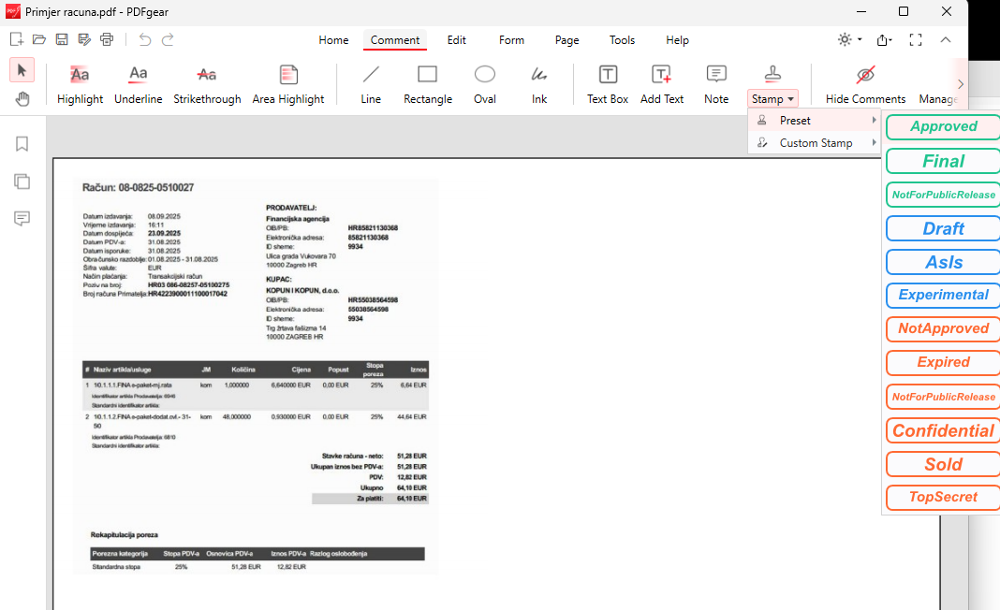 Primjer racuna.pdf - PDFgear
Home Comment Edit Form Page Tools Help
Highlight Underline Strikethrough Area Highlight Line Rectangle Oval Ink Text Box Add Text Note Stamp Hide Comments Manage
Preset
Custom Stamp
Approved
Final
NotForPublicRelease
Draft
AsIs
Experimental
NotApproved
Expired
NotForPublicRelease
Confidential
Sold
TopSecret
Račun: 08-0825-0510027
Datum izdavanja: 08.09.2025
Vrijeme izdavanja: 16:11
Datum dospijeća: 23.09.2025
Datum PDV-a: 31.08.2025
Datum isporuke: 31.08.2025
Obračunsko razdoblje: 01.08.2025 - 31.08.2025
Šifra valute: EUR
Način plaćanja: Transakcijski račun
Poziv na broj: HR03 086-08257-05100275
Broj računa Primatelja: HR4223900011100017042
PRODAVATELJ:
Financijska agencija
OIB/PB: HR85821130368
Elektronička adresa: 85821130368
ID sheme: 9934
Ulica grada Vukovara 70
10000 Zagreb HR
KUPAC:
KOPUN I KOPUN, d.o.o.
OIB/PB: HR55038564598
Elektronička adresa: 55038564598
ID sheme: 9934
Trg žrtava fašizma 14
10000 ZAGREB HR
# Naziv artikla/usluge JM Količina Cijena Popust Stopa poreza Iznos
1 10.1.1.1.FINA e-paket-mj.rata kom 1,000000 6,640000 EUR 0,00 EUR 25% 6,64 EUR
Identifikator artikla Prodavatelja:
Standardni identifikator artikla:
2 10.1.1.2.FINA e-paket-dodat.ovl.- 31- kom 48,000000 0,930000 EUR 0,00 EUR 25% 44,64 EUR
50
Identifikator artikla Prodavatelja: 0810
Standardni identifikator artikla:
Stavke računa - neto: 51,28 EUR
Ukupan iznos bez PDV-a: 51,28 EUR
PDV: 12,82 EUR
Ukupno 64,10 EUR
Za platiti: 64,10 EUR
Rekapitulacija poreza
Porezna kategorija Stopa PDV-a Osnovica PDV-a Iznos PDV-a Razlog oslobođenja
Standardna stopa 25% 51,28 EUR 12,82 EUR